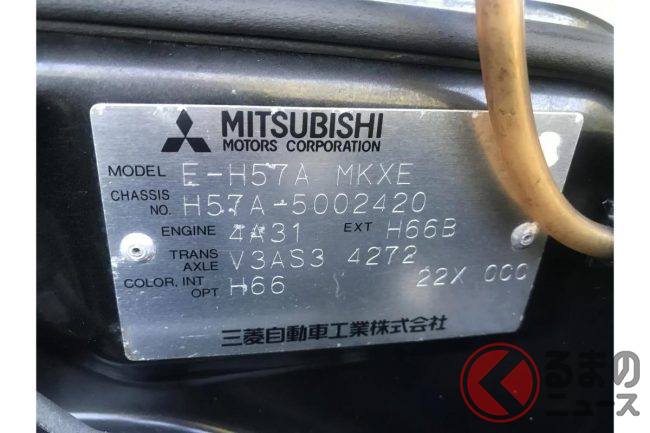 MITSUBISHI
MOTORS CORPORATION
MODEL E-H57A MKXE
CHASSIS NO. H57A-5002420
ENGINE 4A31 EXT H66B
TRANS AXLE V3AS3 4272
COLOR, INT OPT H66 22X 000
三菱自動車工業株式会社
くるまの
ニュース